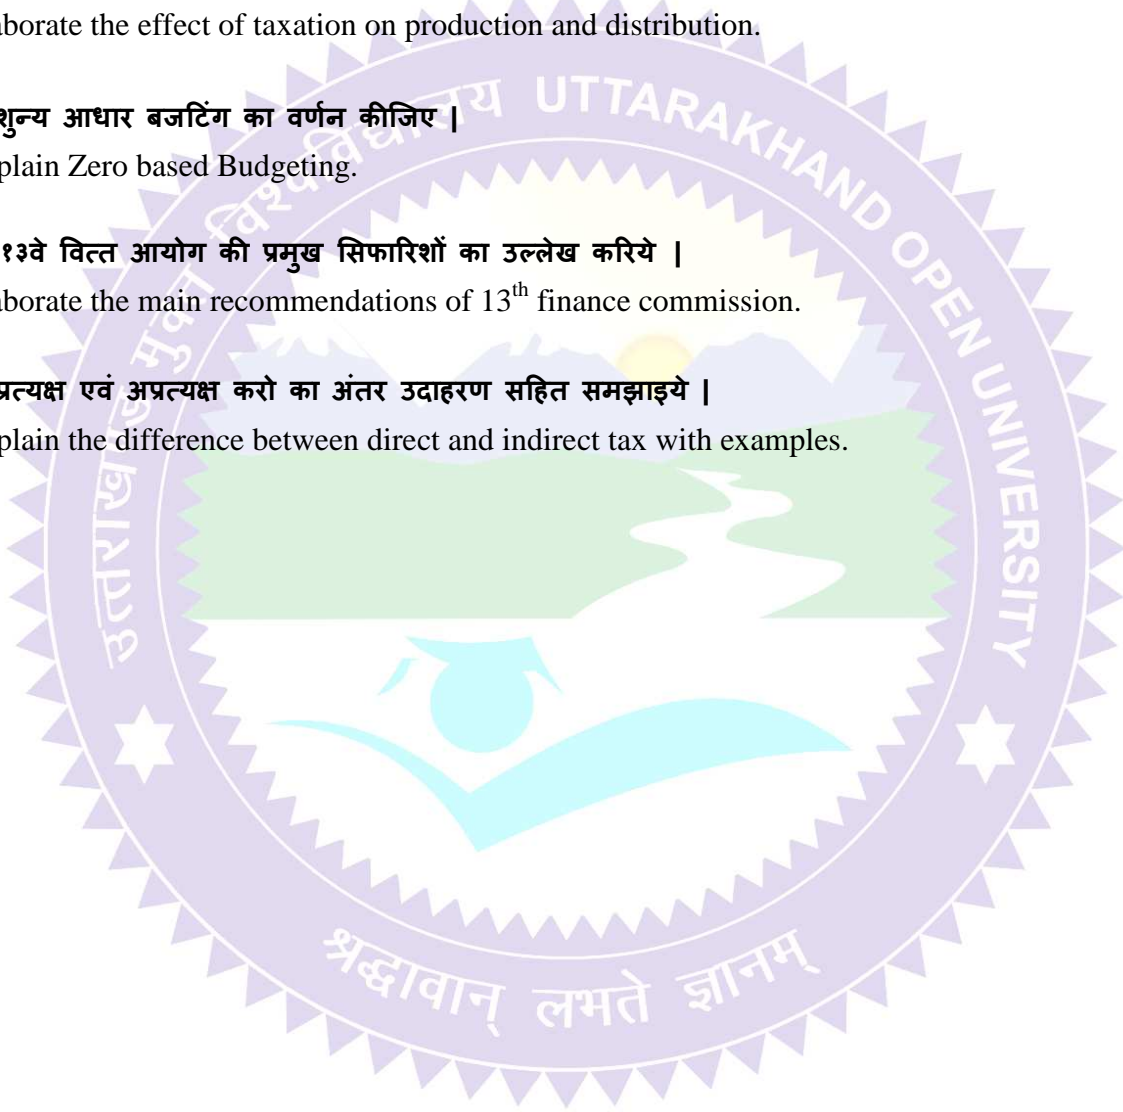 aborate the effect of taxation on production and distribution.
शुन्य आधार बजटिंग का वर्णन कीजिए |
plain Zero based Budgeting.
१३वे वित्त आयोग की प्रमुख सिफारिशों का उल्लेख करिये |
aborate the main recommendations of 13th finance commission.
प्रत्यक्ष एवं अप्रत्यक्ष करो का अंतर उदाहरण सहित समझाइये |
plain the difference between direct and indirect tax with examples.
उत्तराखण्ड मुक्त विश्वविद्यालय UTTARAKHAND OPEN UNIVERSITY
श्रद्धावान् लभते ज्ञानम्